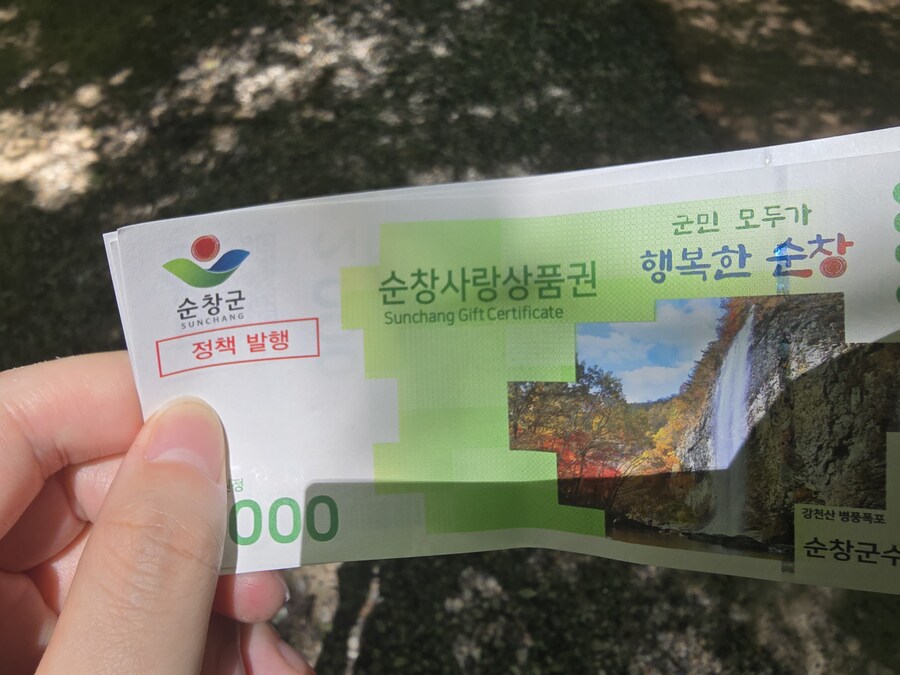 순창군
SUNCHANG
정책 발행
000
순창사랑상품권
Sunchang Gift Certificate
군민 모두가
행복한 순창
강천산 병풍폭포
순창군수